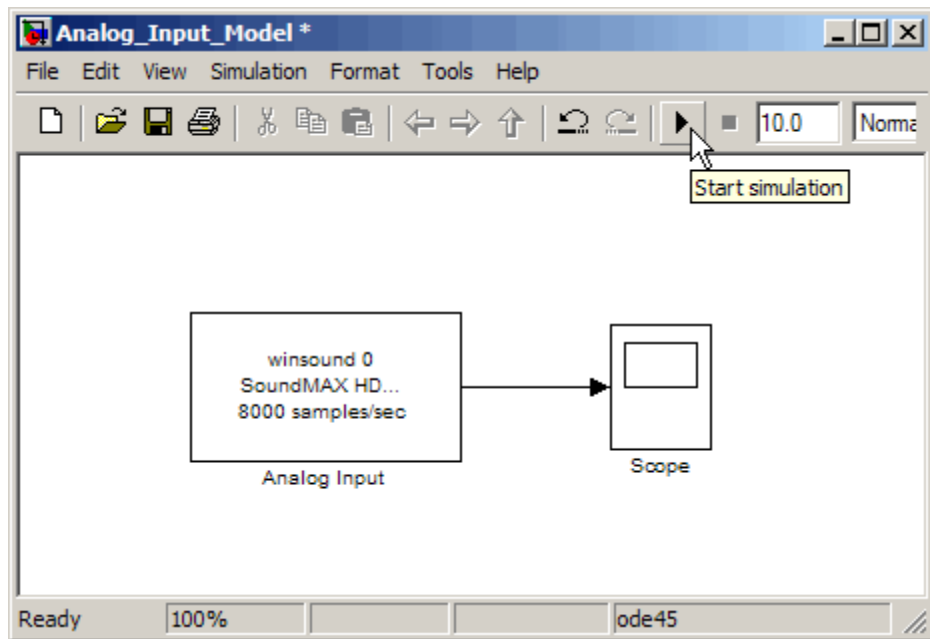 Analog_Input_Model *
File Edit View Simulation Format Tools Help
10.0 Norma
Start simulation
winsound 0
SoundMAX HD...
8000 samples/sec
Analog Input
Scope
Ready 100% ode45